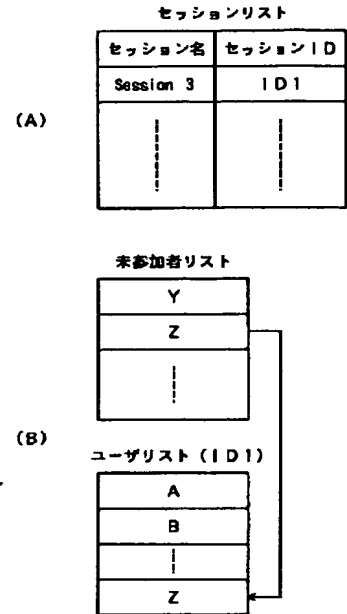 セッションリスト
セッション名 セッションID
Session 3 ID1
(A)
未参加者リスト
Y
Z
(B)
ユーザリスト(ID1)
A
B
Z